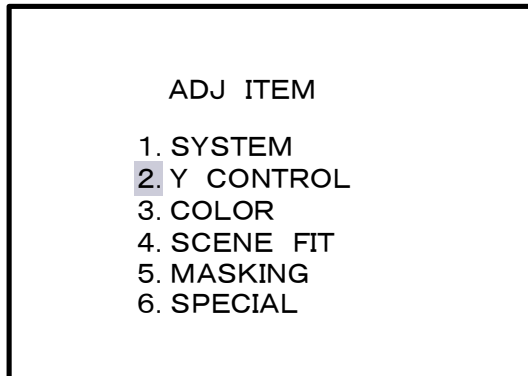 ADJ ITEM
1. SYSTEM
2. Y CONTROL
3. COLOR
4. SCENE FIT
5. MASKING
6. SPECIAL